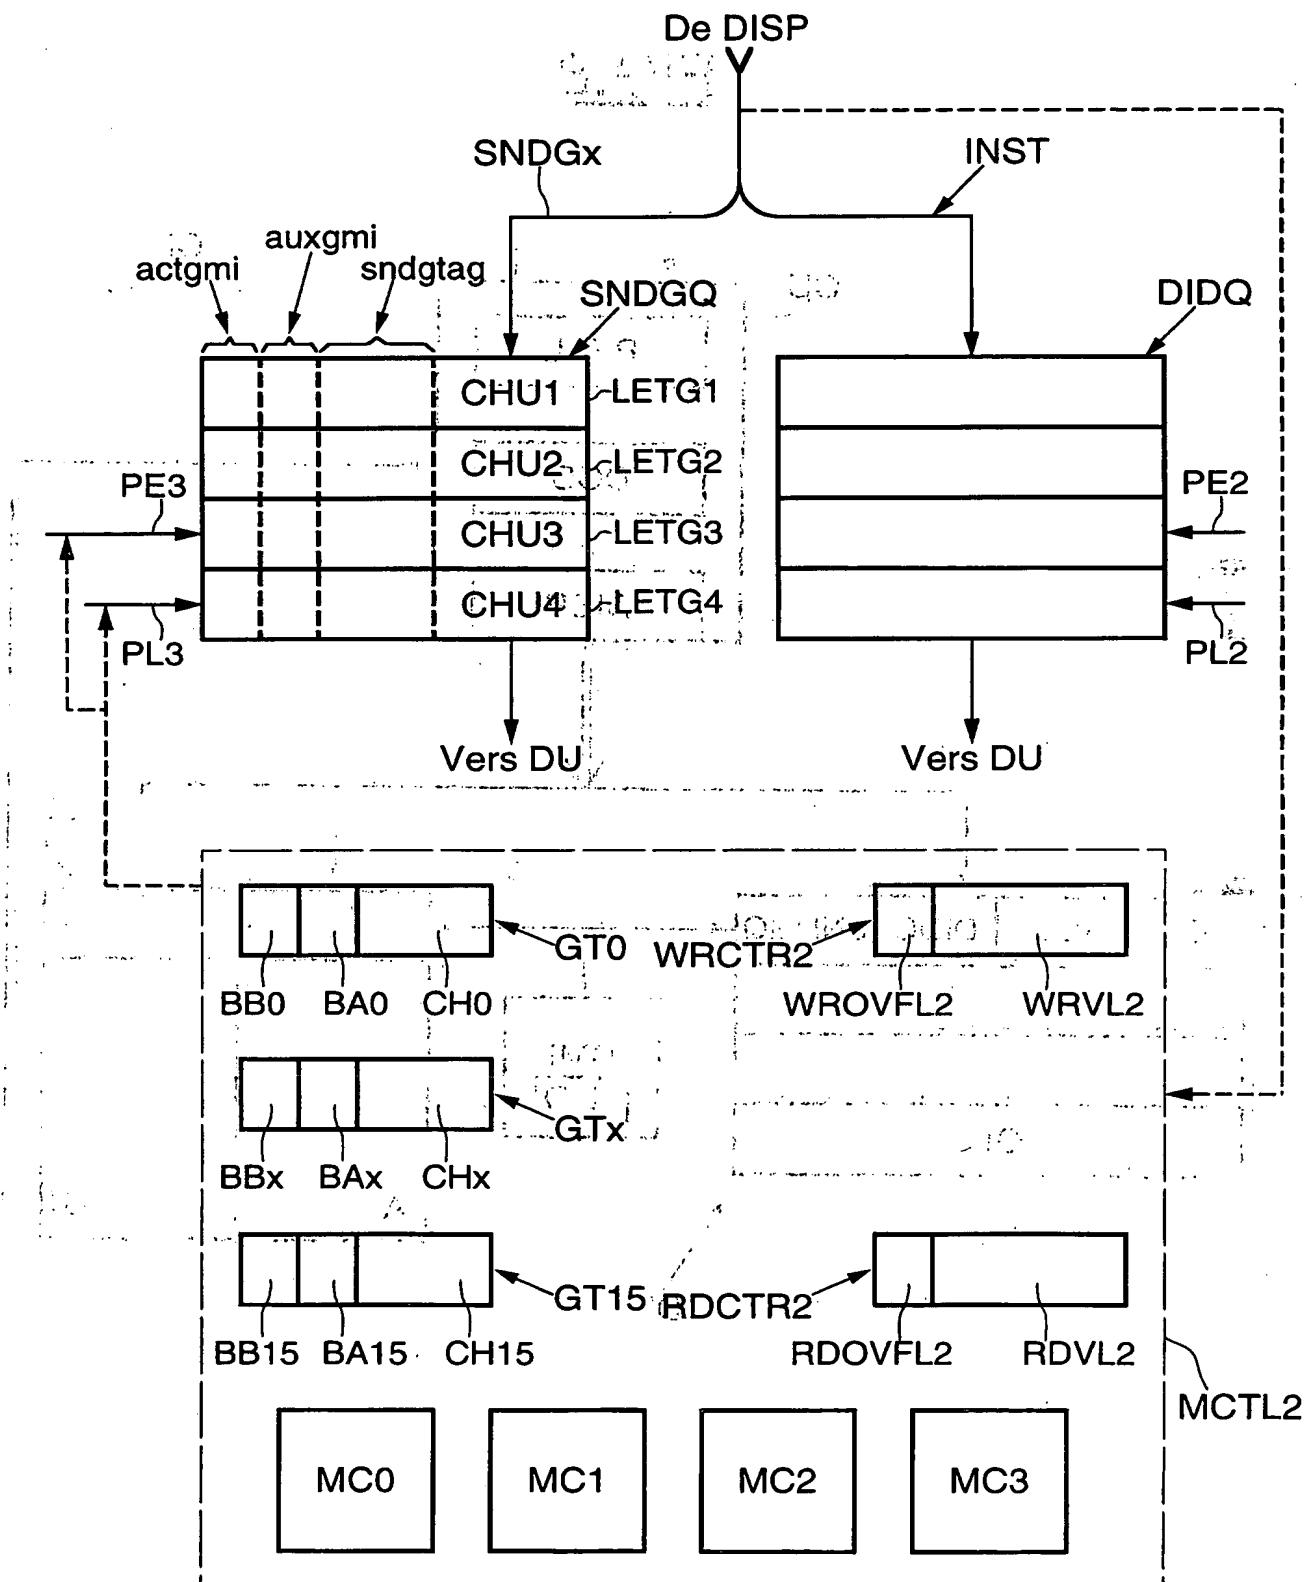 De DISP
SNDGx
INST
auxgmi
actgmi
sndgtag
SNDGQ
DIDQ
CHU1
LETG1
CHU2
LETG2
PE3
PE2
CHU3
LETG3
CHU4
LETG4
PL3
PL2
Vers DU
Vers DU
GT0
WRCTR2
BB0
BA0
CH0
WROVFL2
WRVL2
GTx
BBx
BAx
CHx
GT15
RDCTR2
BB15
BA15
CH15
RDOVFL2
RDVL2
MCTL2
MC0
MC1
MC2
MC3